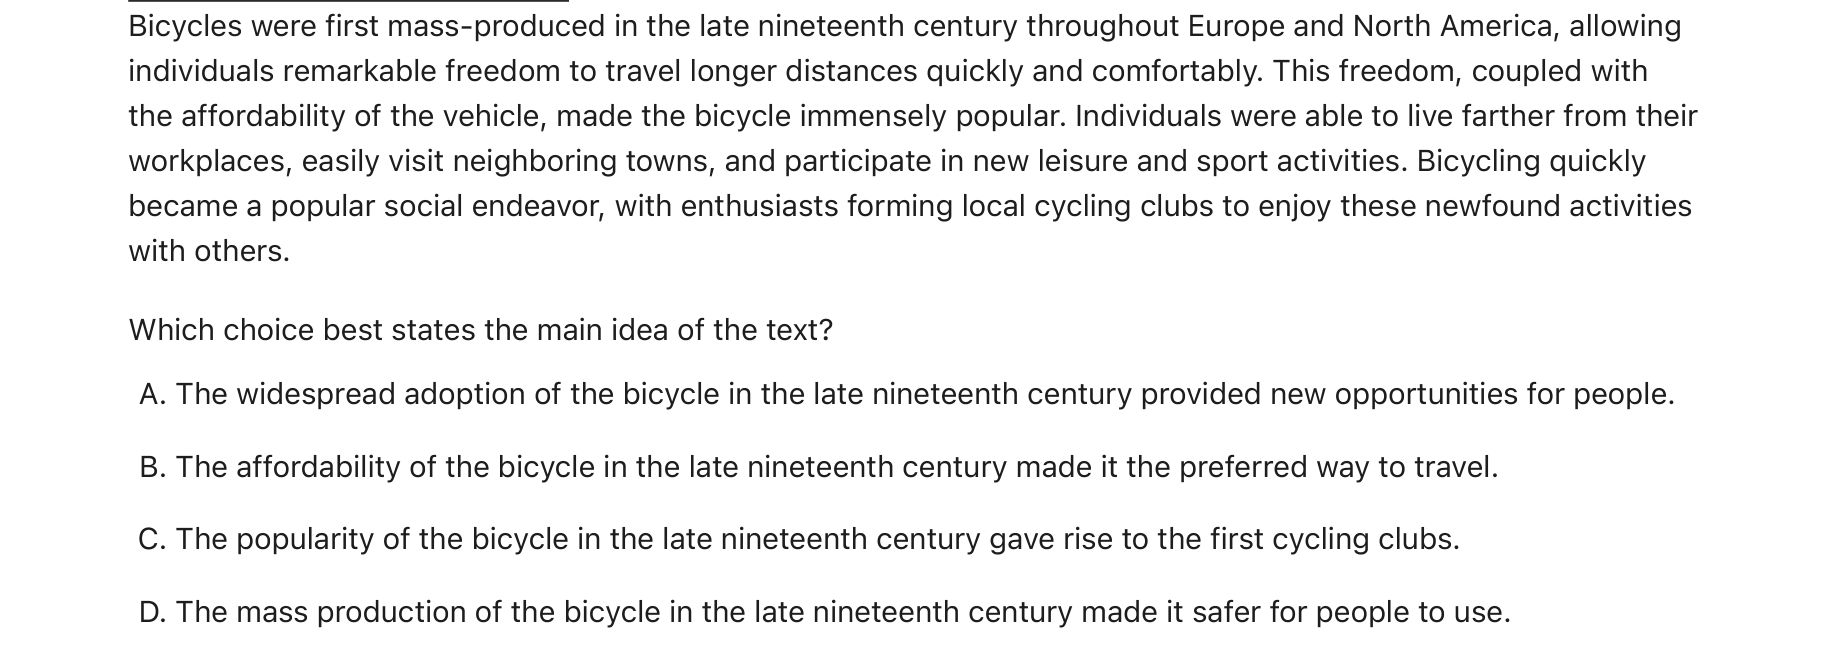 Bicycles were first mass-produced in the late nineteenth century throughout Europe and North America, allowing
individuals remarkable freedom to travel longer distances quickly and comfortably. This freedom, coupled with
the affordability of the vehicle, made the bicycle immensely popular. Individuals were able to live farther from their
workplaces, easily visit neighboring towns, and participate in new leisure and sport activities. Bicycling quickly
became a popular social endeavor, with enthusiasts forming local cycling clubs to enjoy these newfound activities
with others.
Which choice best states the main idea of the text?
A. The widespread adoption of the bicycle in the late nineteenth century provided new opportunities for people.
B. The affordability of the bicycle in the late nineteenth century made it the preferred way to travel.
C. The popularity of the bicycle in the late nineteenth century gave rise to the first cycling clubs.
D. The mass production of the bicycle in the late nineteenth century made it safer for people to use.